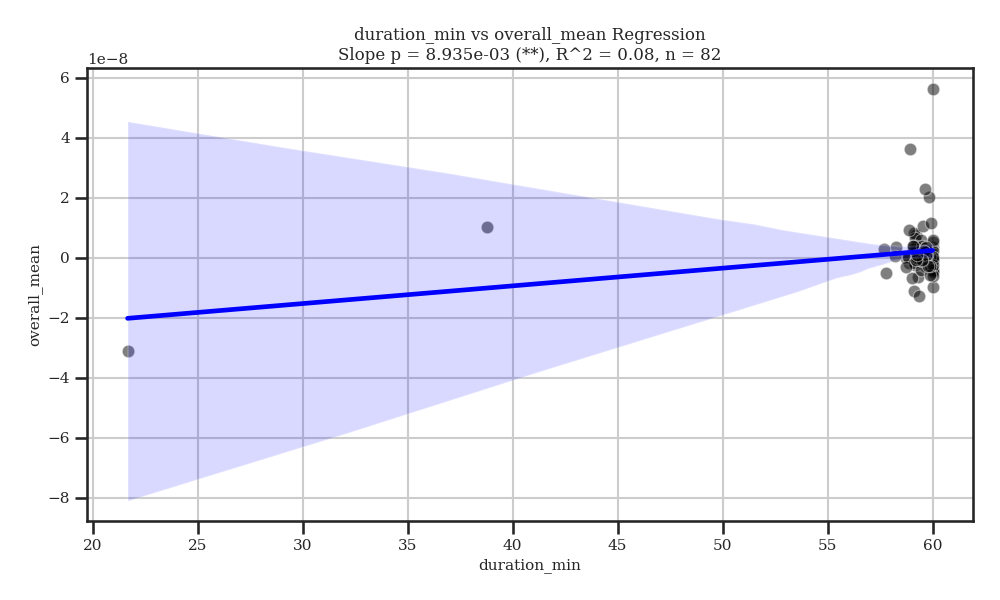 duration_min vs overall_mean Regression
Slope p = 8.935e-03 (**), R^2 = 0.08, n = 82
1e−8
6
4
2
0
−2
−4
−6
−8
overall_mean
20 25 30 35 40 45 50 55 60
duration_min